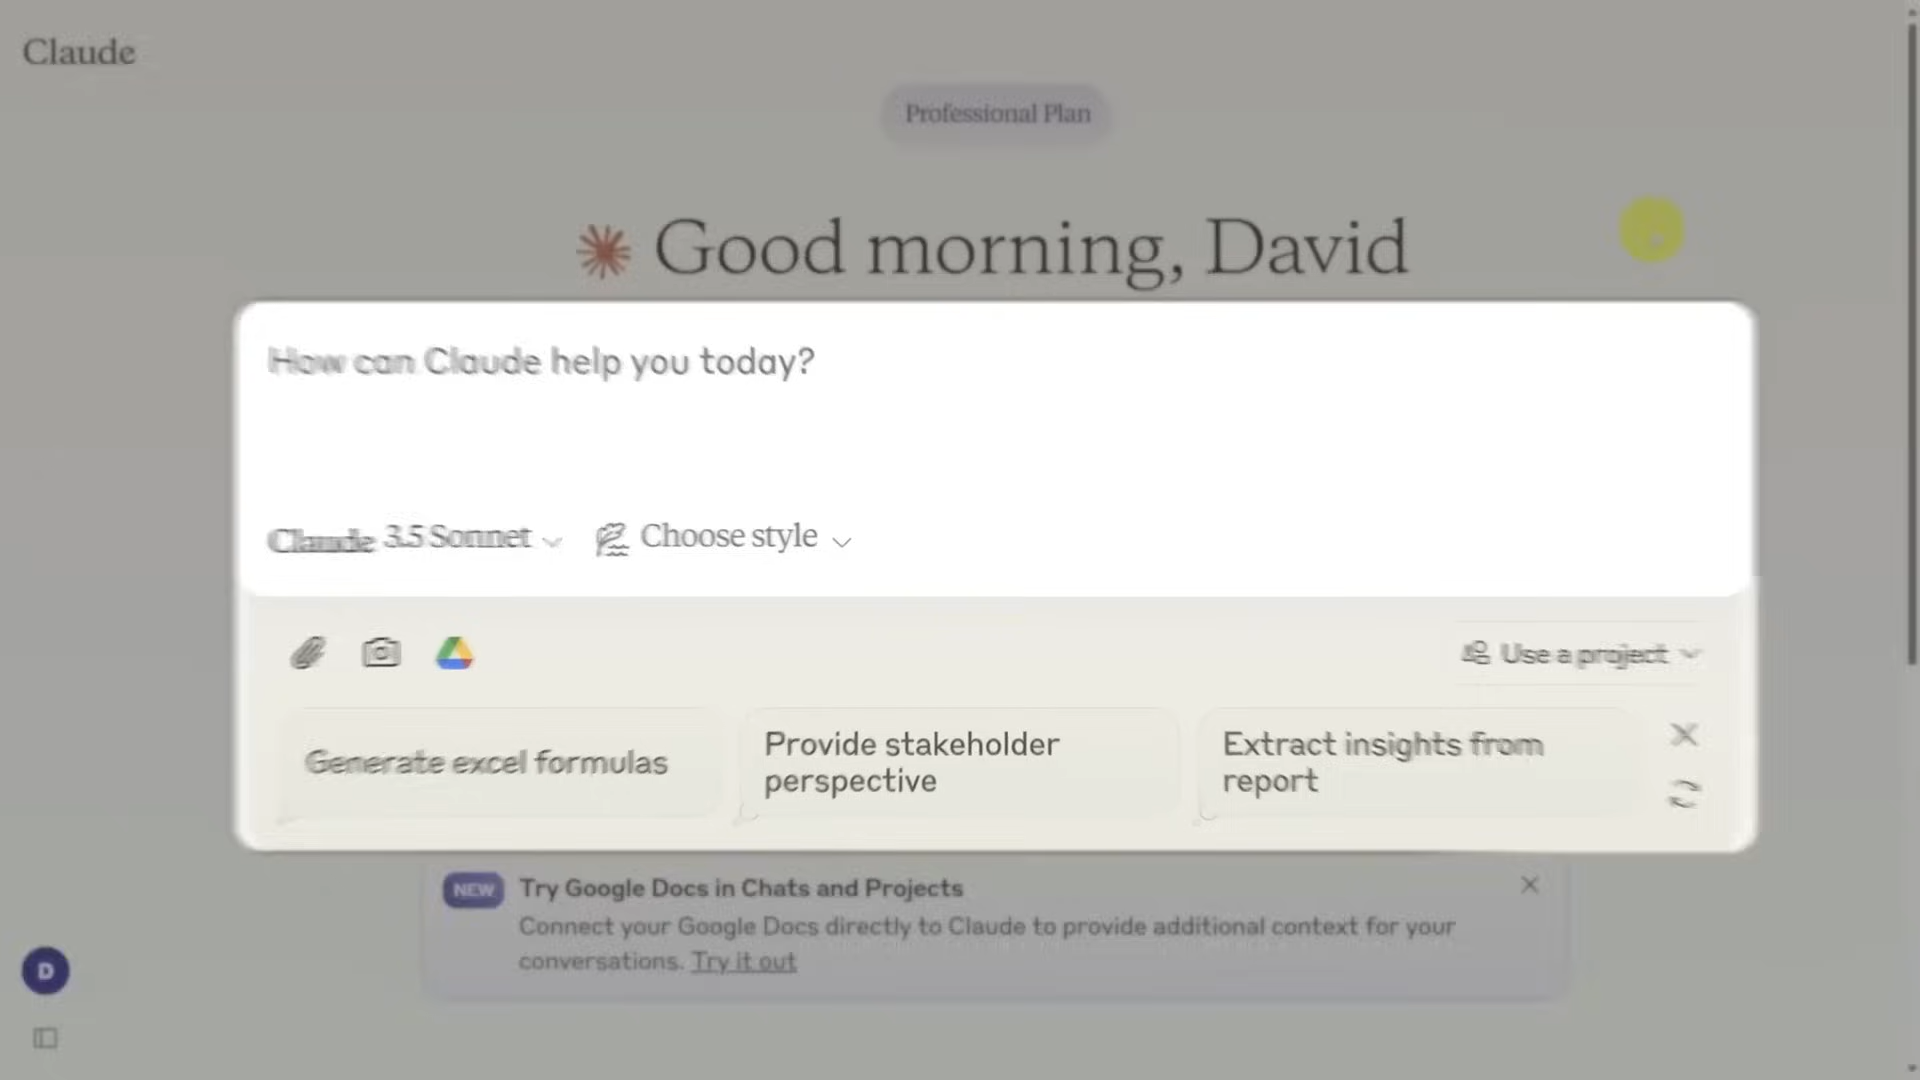 Claude
Professional Plan
Good morning, David
How can Claude help you today?
Claude 3.5 Sonnet
Choose style
Use a project
Generate excel formulas
Provide stakeholder
perspective
Extract insights from
report
NEW
Try Google Docs in Chats and Projects
Connect your Google Docs directly to Claude to provide additional context for your
conversations. Try it out
D